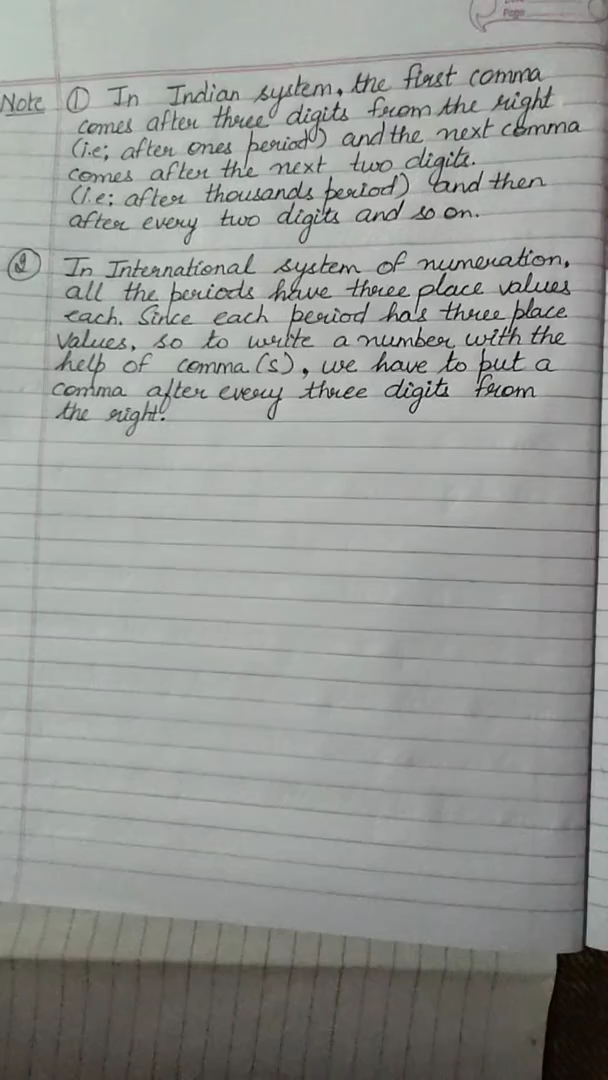 Page
Note ① In Indian system, the first comma
comes after three digits from the right
(i.e; after ones period) and the next comma
comes after the next two digits.
(i.e; after thousands period) and then
after every two digits and so on.
② In International system of numeration,
all the periods have three place values
each. Since each period has three place
values, so to write a number with the
help of comma(s), we have to put a
comma after every three digits from
the right.